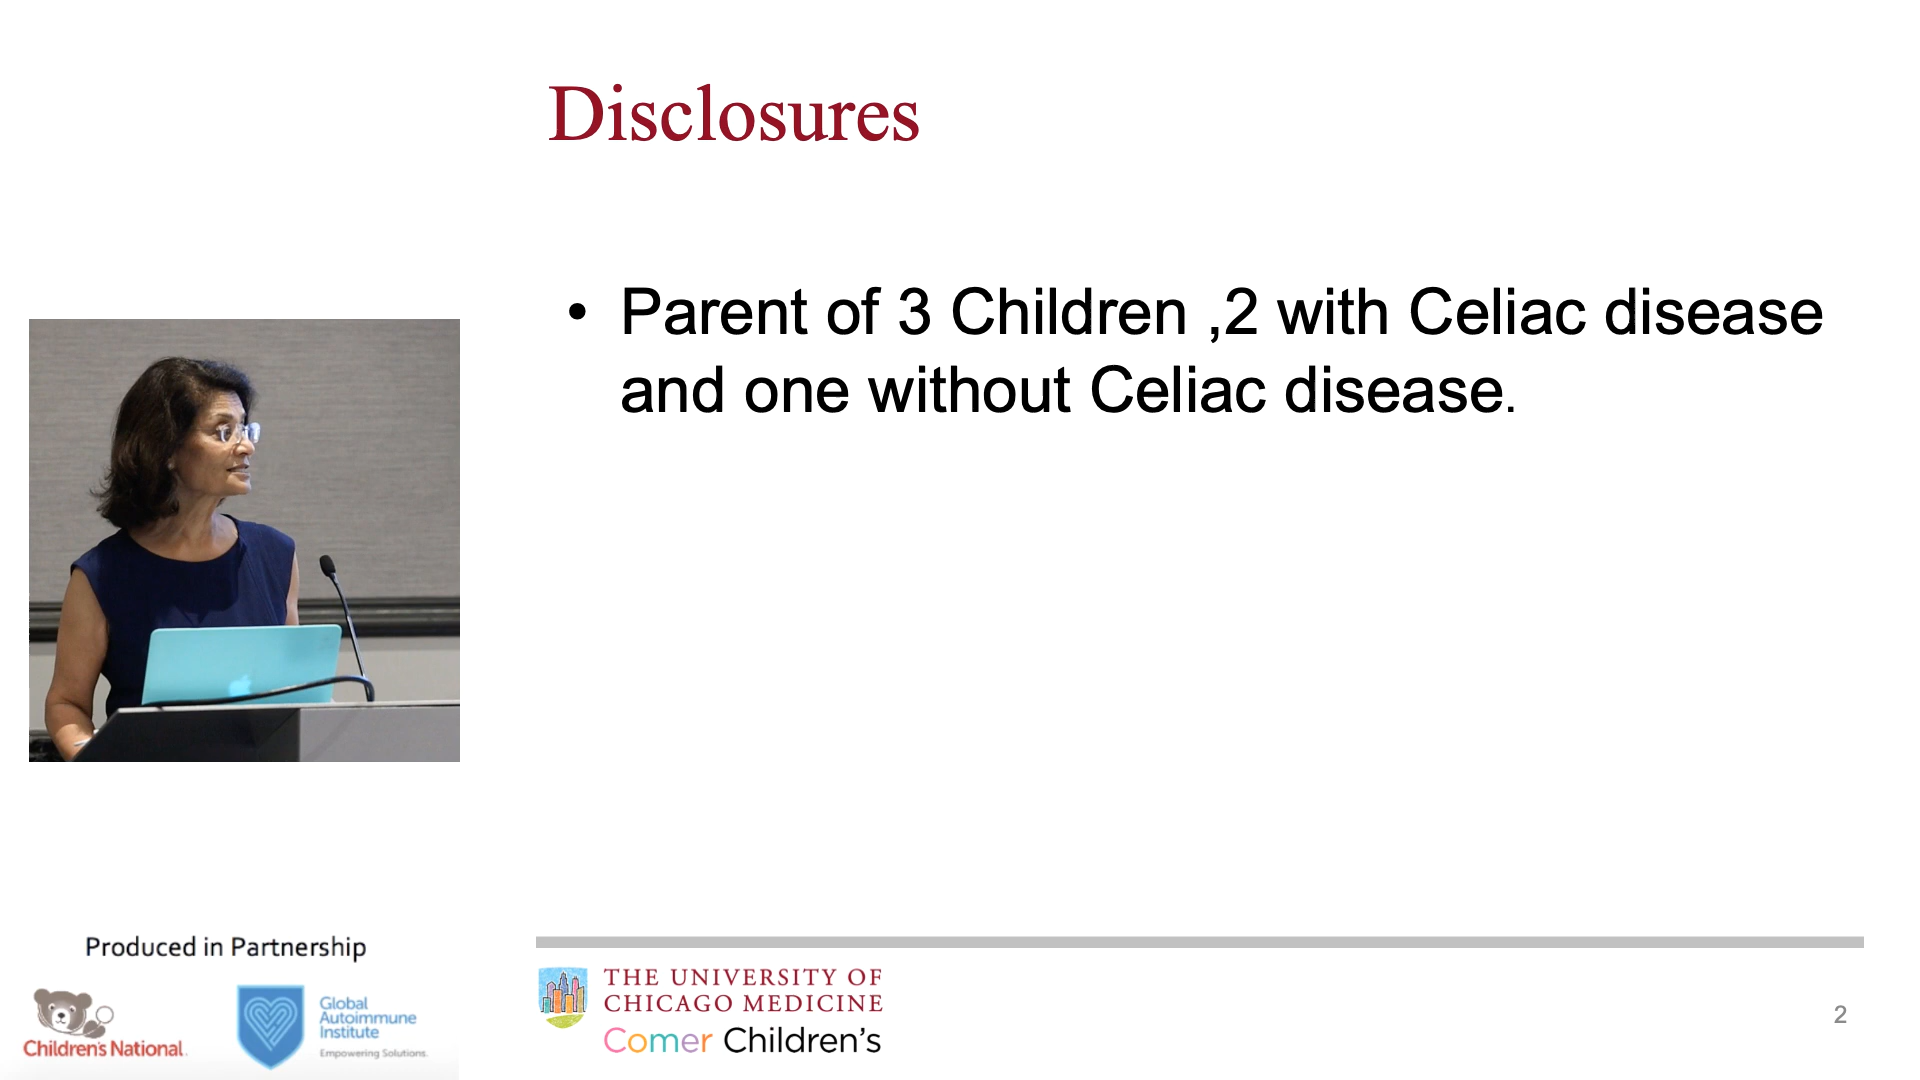 Disclosures
• Parent of 3 Children ,2 with Celiac disease
and one without Celiac disease.
Produced in Partnership
Children's National.
Global
Autoimmune
Institute
Empowering Solutions.
THE UNIVERSITY OF
CHICAGO MEDICINE
Comer Children's
2